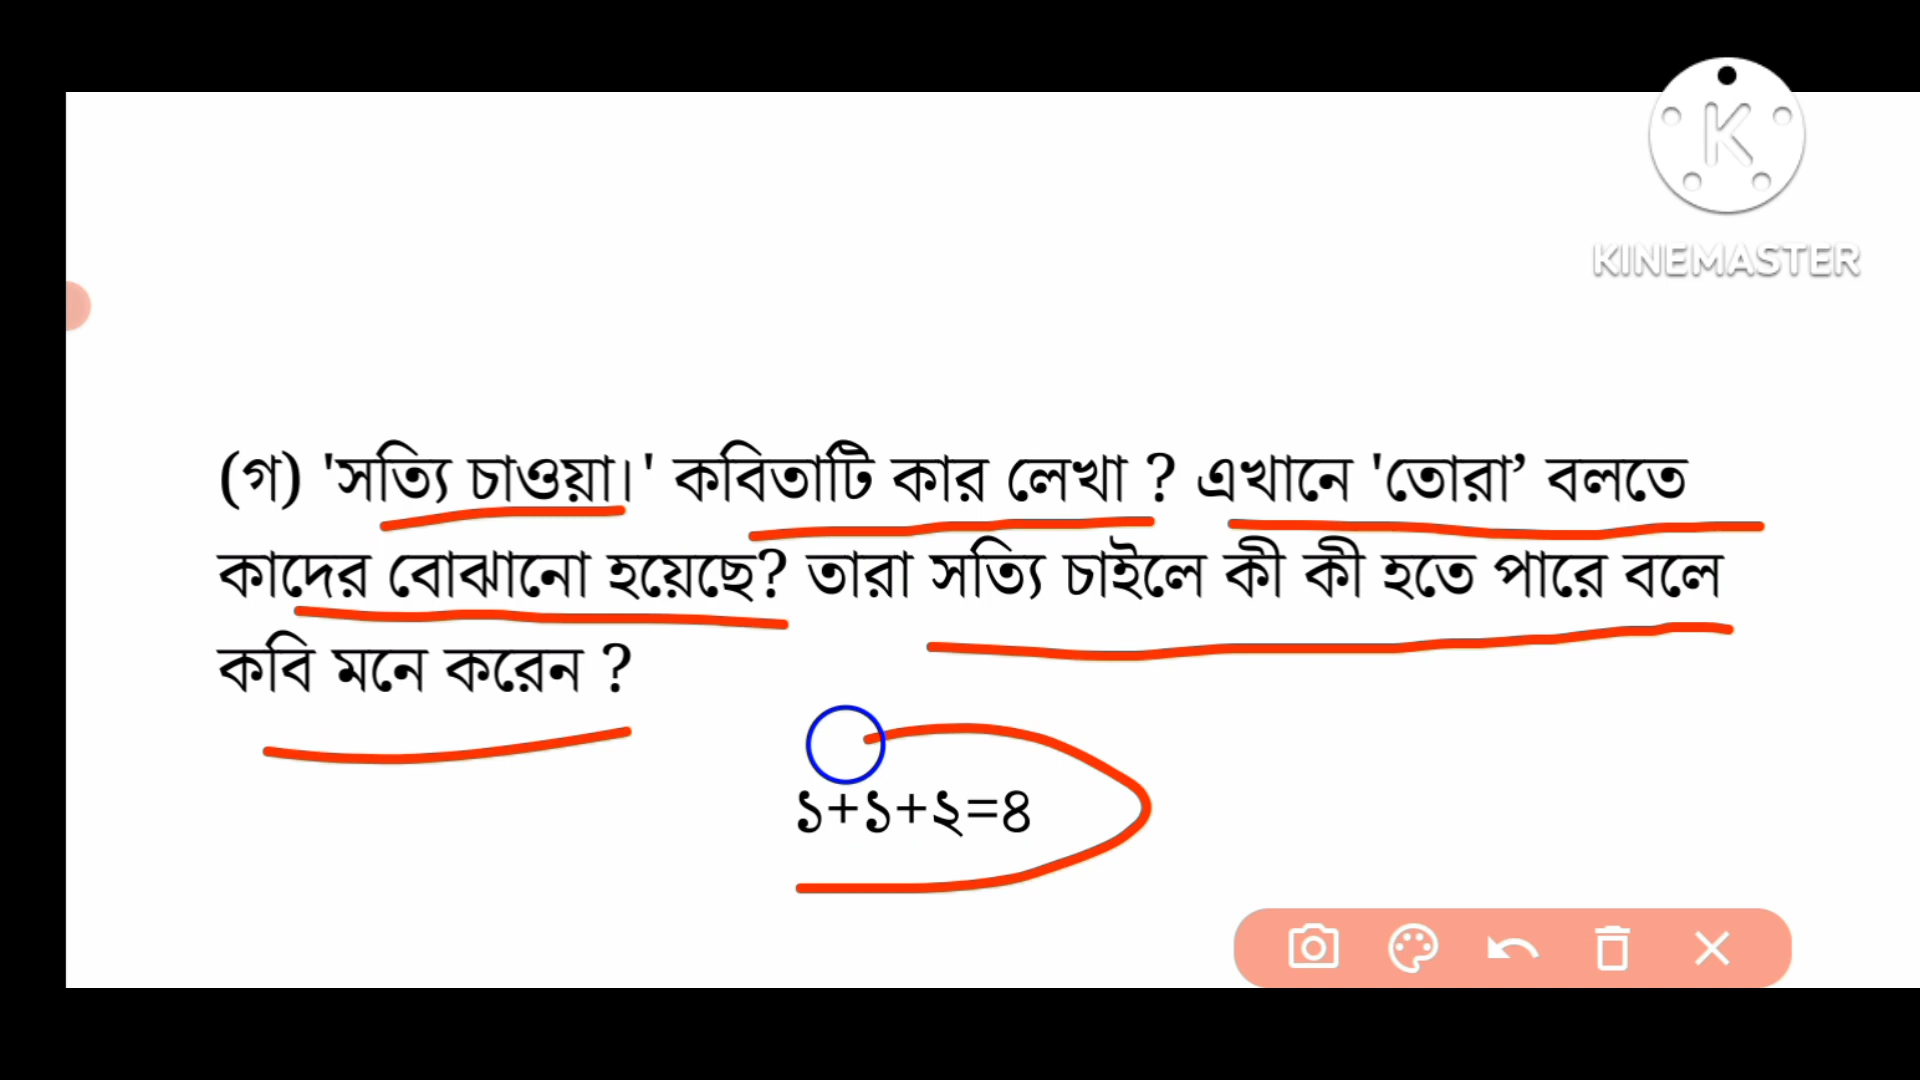 K
KINEMASTER
(গ) 'সত্যি চাওয়া।' কবিতাটি কার লেখা ? এখানে 'তোরা’ বলতে
কাদের বোঝানো হয়েছে? তারা সত্যি চাইলে কী কী হতে পারে বলে
কবি মনে করেন ?
১+১+২=৪